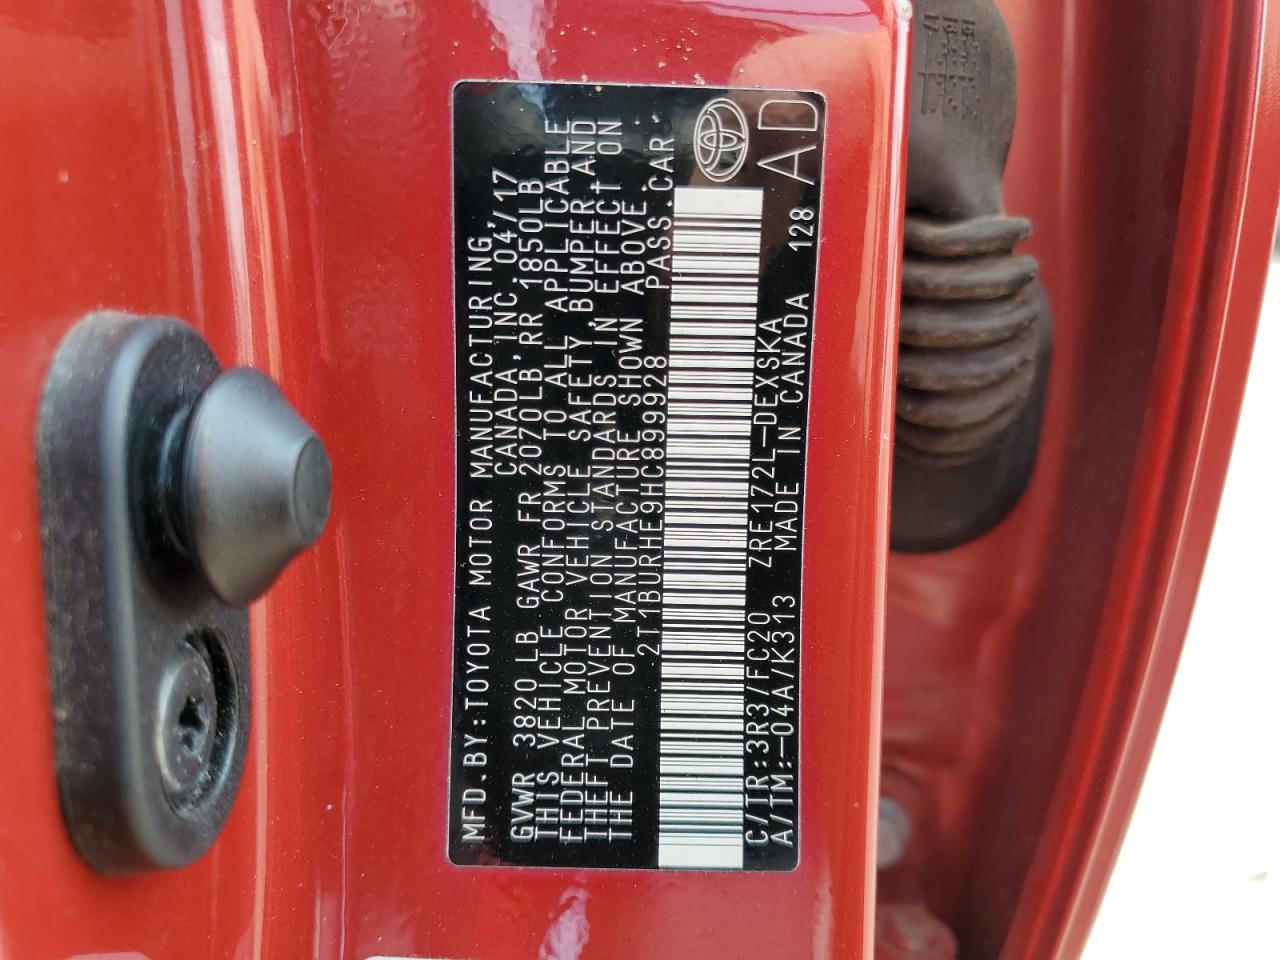 MFD.BY:TOYOTA MOTOR MANUFACTURING
CANADA,INC. 04/17
GVWR 3820 LB GAWR FR 2070LB,RR 1850LB
THIS VEHICLE CONFORMS TO ALL APPLICABLE
FEDERAL MOTOR VEHICLE SAFETY,BUMPER,AND
THEFT PREVENTION STANDARDS IN EFFECT ON
THE DATE OF MANUFACTURE SHOWN ABOVE.
2T1BURHE9HC899928 PASS.CAR.
C/TR:3R3/FC20 ZRE172L-DEXSKA
A/TM:-04A/K313 MADE IN CANADA 128
AD